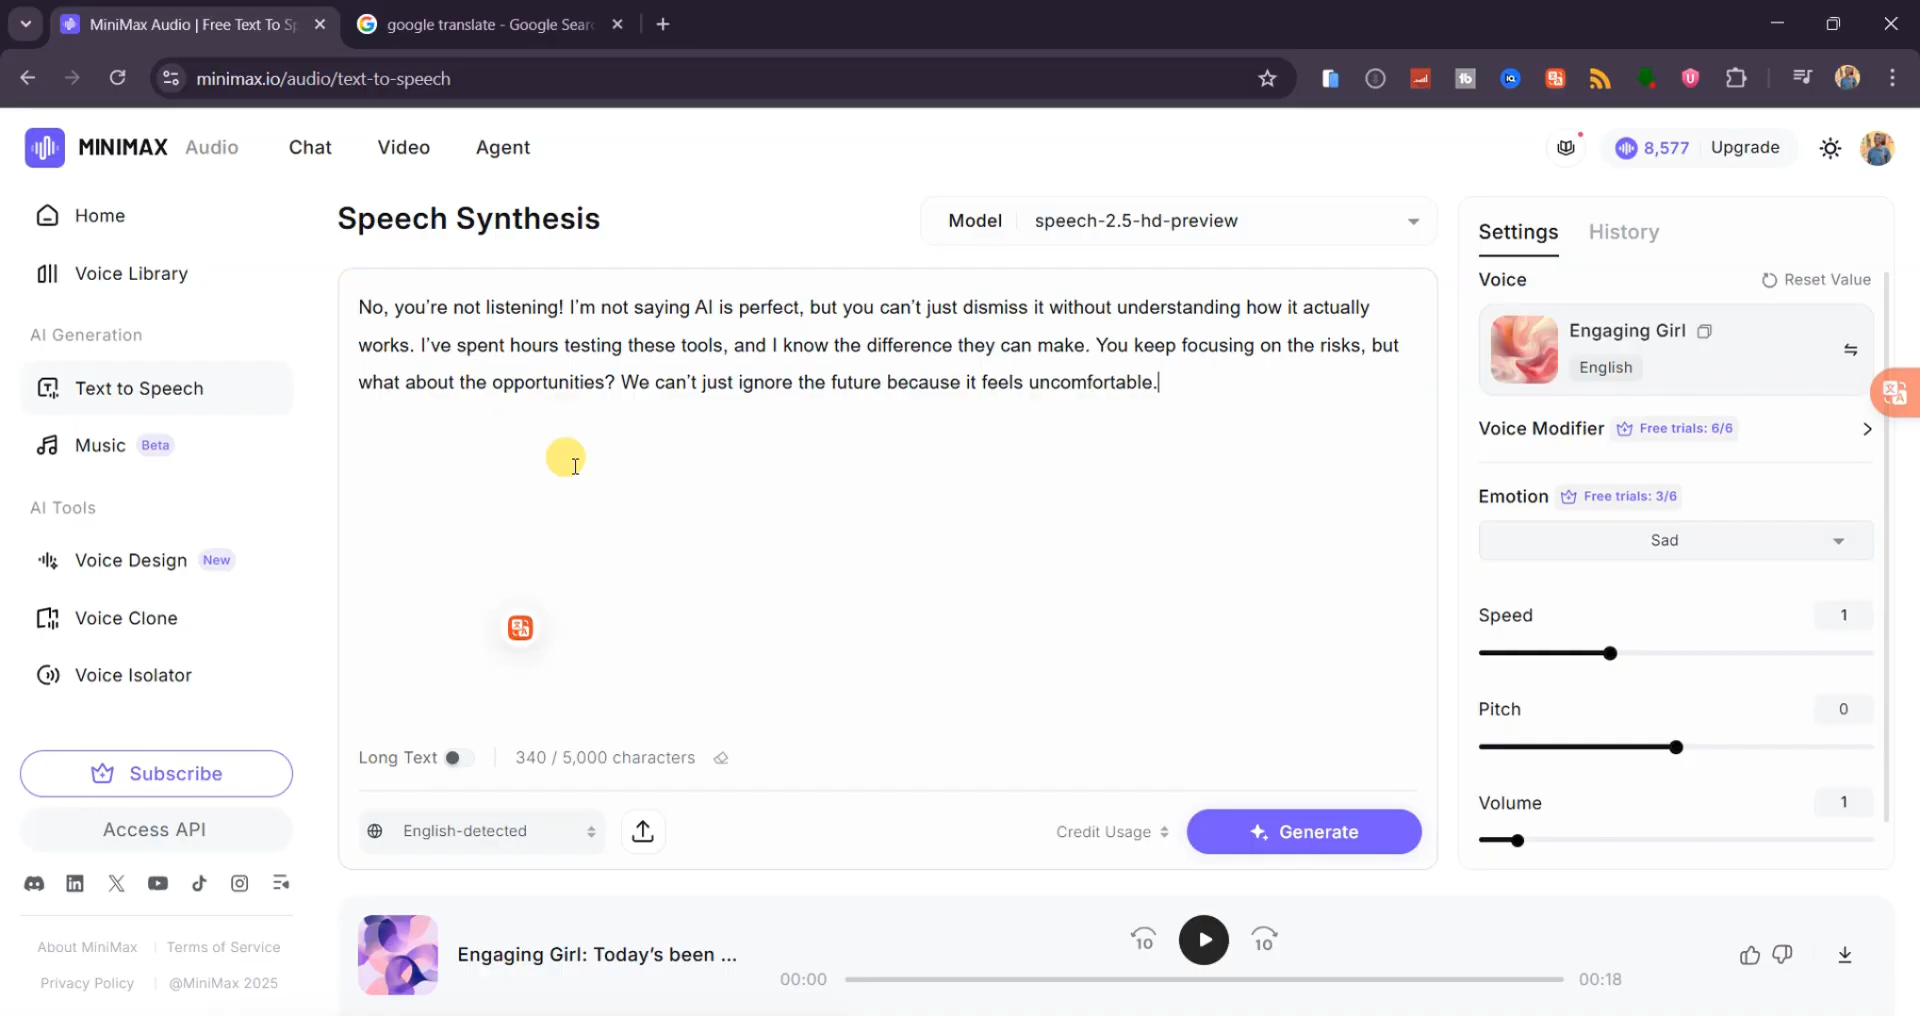 MiniMax Audio | Free Text To Sp
google translate - Google Sear
minimax.io/audio/text-to-speech
MINIMAX Audio
Chat
Video
Agent
8,577
Upgrade
Home
Voice Library
AI Generation
Text to Speech
Music Beta
AI Tools
Voice Design New
Voice Clone
Voice Isolator
Subscribe
Access API
About MiniMax
Terms of Service
Privacy Policy
@MiniMax 2025
Speech Synthesis
Model speech-2.5-hd-preview
No, you’re not listening! I’m not saying AI is perfect, but you can’t just dismiss it without understanding how it actually
works. I’ve spent hours testing these tools, and I know the difference they can make. You keep focusing on the risks, but
what about the opportunities? We can’t just ignore the future because it feels uncomfortable.
Long Text
340 / 5,000 characters
English-detected
Credit Usage
Generate
Settings
History
Voice
Reset Value
Engaging Girl
English
Voice Modifier
Free trials: 6/6
Emotion
Free trials: 3/6
Sad
Speed
1
Pitch
0
Volume
1
Engaging Girl: Today’s been ...
10
10
00:00
00:18